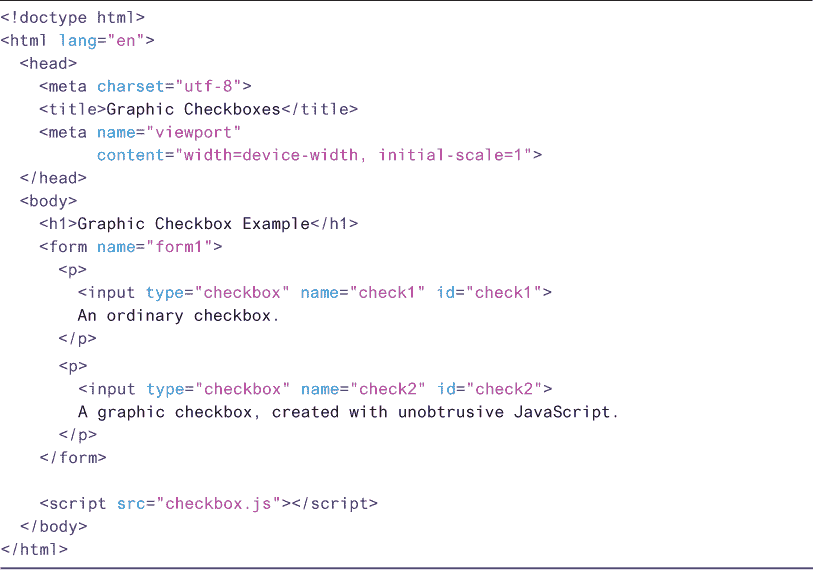 <!doctype html>
<html lang="en">
  <head>
    <meta charset="utf-8">
    <title>Graphic Checkboxes</title>
    <meta name="viewport"
          content="width=device-width, initial-scale=1">
  </head>
  <body>
    <h1>Graphic Checkbox Example</h1>
    <form name="form1">
      <p>
        <input type="checkbox" name="check1" id="check1">
        An ordinary checkbox.
      </p>
      <p>
        <input type="checkbox" name="check2" id="check2">
        A graphic checkbox, created with unobtrusive JavaScript.
      </p>
    </form>

    <script src="checkbox.js"></script>
  </body>
</html>